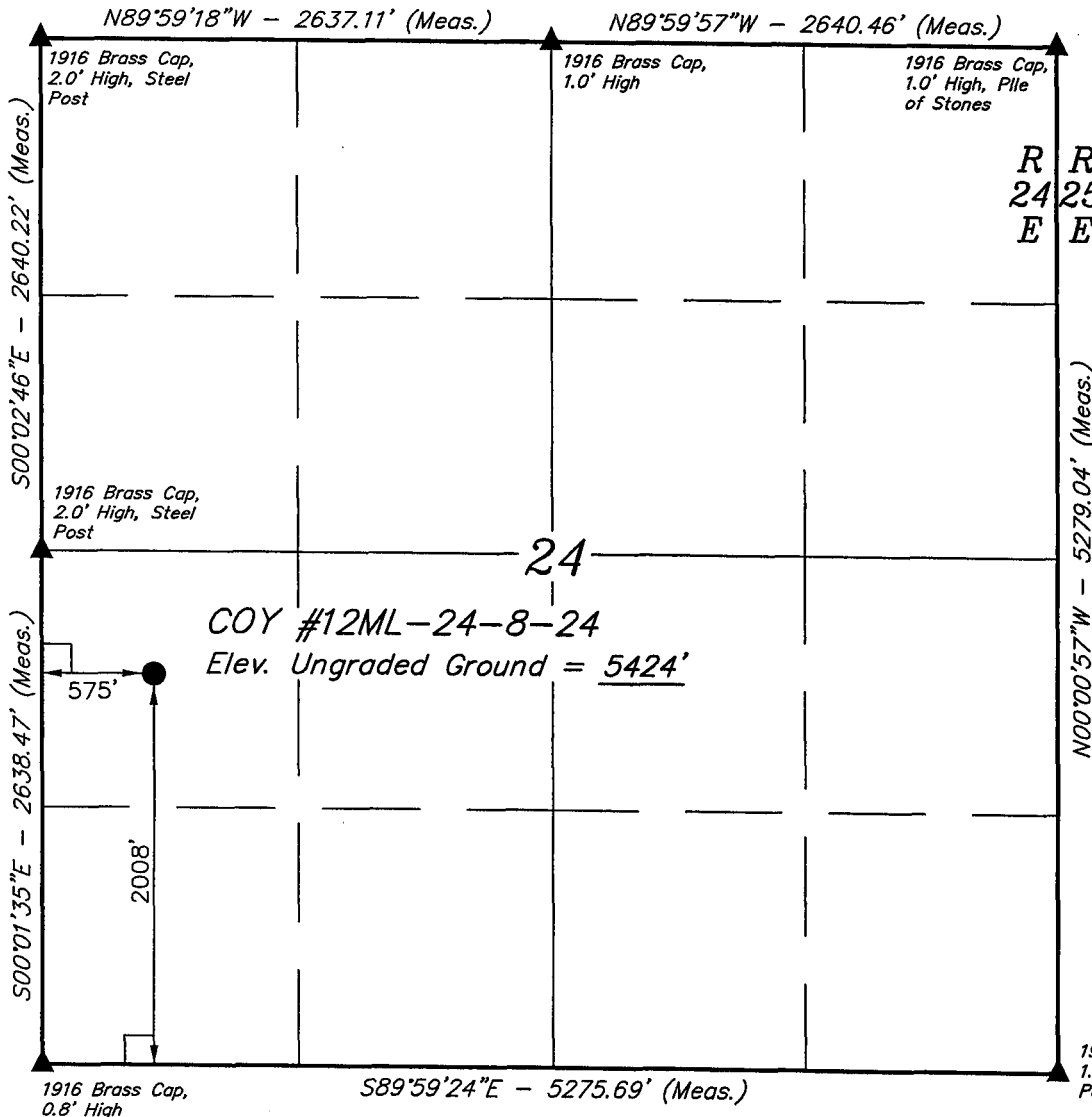 N89°59'18"W - 2637.11' (Meas.)
N89°59'57"W - 2640.46' (Meas.)
1916 Brass Cap,
2.0' High, Steel
Post
1916 Brass Cap,
1.0' High
1916 Brass Cap,
1.0' High, Pile
of Stones
R R
24 25
E E
S00°02'46"E - 2640.22' (Meas.)
1916 Brass Cap,
2.0' High, Steel
Post
24
N00°00'57"W - 5279.04' (Meas.)
COY #12ML-24-8-24
Elev. Ungraded Ground = 5424'
575'
S00°01'35"E - 2638.47' (Meas.)
2008'
1916 Brass Cap,
0.8' High
S89°59'24"E - 5275.69' (Meas.)